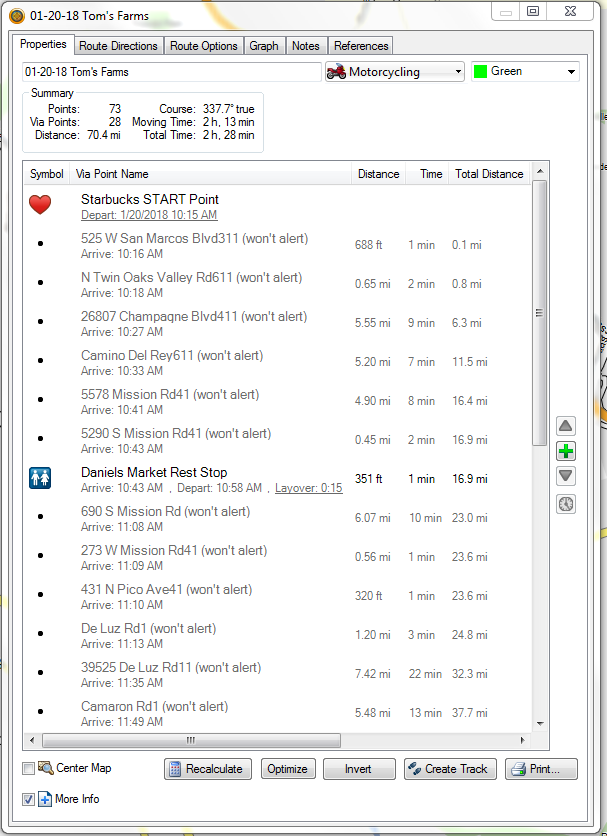 01-20-18 Tom's Farms
Properties Route Directions Route Options Graph Notes References
01-20-18 Tom's Farms Motorcycling Green
Summary
Points: 73 Course: 337.7° true
Via Points: 28 Moving Time: 2 h, 13 min
Distance: 70.4 mi Total Time: 2 h, 28 min
Symbol Via Point Name Distance Time Total Distance
Starbucks START Point
Depart: 1/20/2018 10:15 AM
525 W San Marcos Blvd311 (won't alert) 688 ft 1 min 0.1 mi
Arrive: 10:16 AM
N Twin Oaks Valley Rd611 (won't alert) 0.65 mi 2 min 0.8 mi
Arrive: 10:18 AM
26807 Champagne Blvd411 (won't alert) 5.55 mi 9 min 6.3 mi
Arrive: 10:27 AM
Camino Del Rey611 (won't alert) 5.20 mi 7 min 11.5 mi
Arrive: 10:33 AM
5578 Mission Rd41 (won't alert) 4.90 mi 8 min 16.4 mi
Arrive: 10:41 AM
5290 S Mission Rd41 (won't alert) 0.45 mi 2 min 16.9 mi
Arrive: 10:43 AM
Daniels Market Rest Stop 351 ft 1 min 16.9 mi
Arrive: 10:43 AM , Depart: 10:58 AM , Layover: 0:15
690 S Mission Rd (won't alert) 6.07 mi 10 min 23.0 mi
Arrive: 11:08 AM
273 W Mission Rd41 (won't alert) 0.56 mi 1 min 23.6 mi
Arrive: 11:09 AM
431 N Pico Ave41 (won't alert) 320 ft 1 min 23.6 mi
Arrive: 11:10 AM
De Luz Rd1 (won't alert) 1.20 mi 3 min 24.8 mi
Arrive: 11:13 AM
39525 De Luz Rd11 (won't alert) 7.42 mi 22 min 32.3 mi
Arrive: 11:35 AM
Camaron Rd1 (won't alert) 5.48 mi 13 min 37.7 mi
Arrive: 11:49 AM
Center Map Recalculate Optimize Invert Create Track Print...
More Info